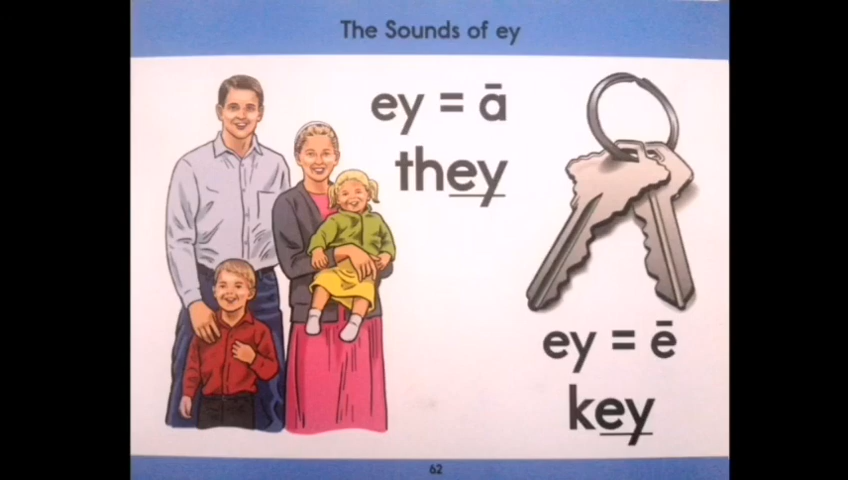 The Sounds of ey
ey = ā
they
ey = ē
key
62